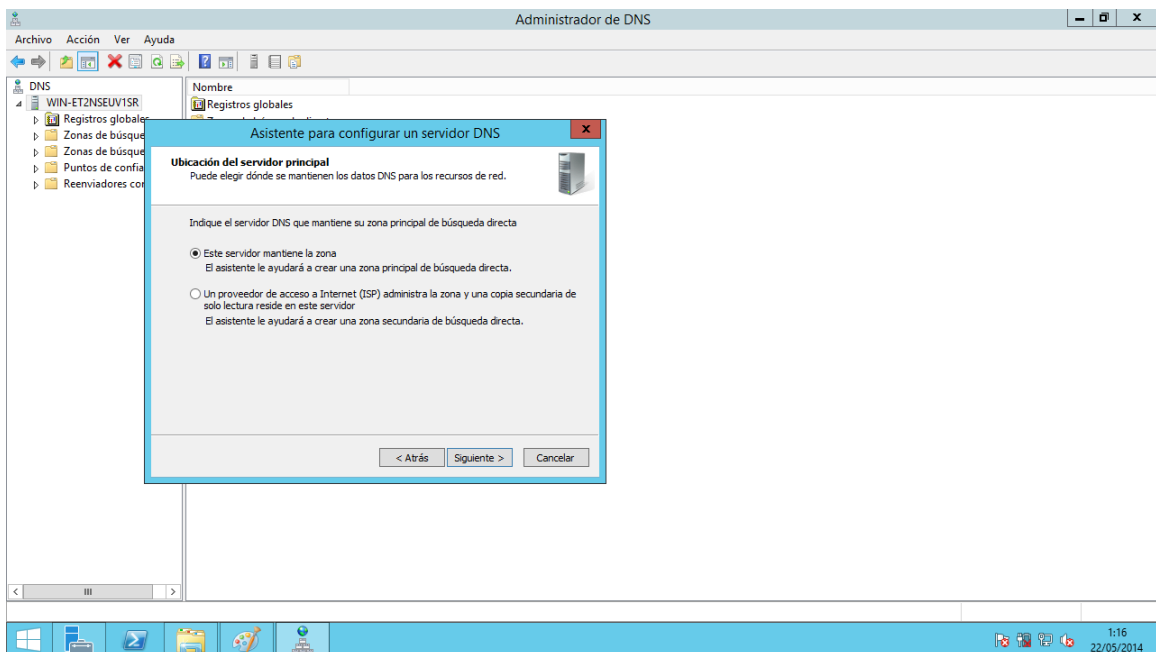 Administrador de DNS
Archivo Acción Ver Ayuda
DNS
WIN-ET2NSEUV1SR
Registros globales
Zonas de búsque
Zonas de búsque
Puntos de confia
Reenviadores cor
Nombre
Registros globales
Asistente para configurar un servidor DNS
Ubicación del servidor principal
Puede elegir dónde se mantienen los datos DNS para los recursos de red.
Indique el servidor DNS que mantiene su zona principal de búsqueda directa
Este servidor mantiene la zona
El asistente le ayudará a crear una zona principal de búsqueda directa.
Un proveedor de acceso a Internet (ISP) administra la zona y una copia secundaria de
solo lectura reside en este servidor
El asistente le ayudará a crear una zona secundaria de búsqueda directa.
< Atrás Siguiente > Cancelar
1:16
22/05/2014